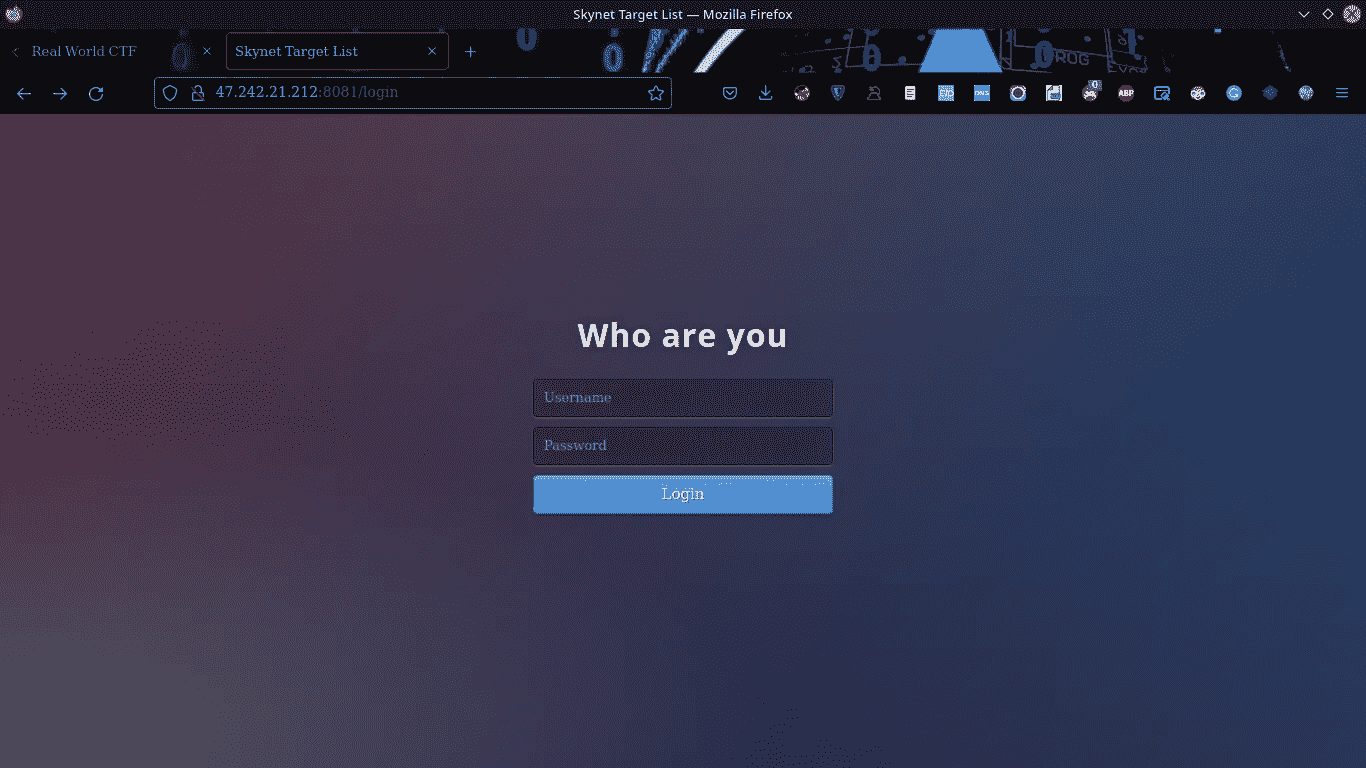 Skynet Target List — Mozilla Firefox
Real World CTF
Skynet Target List
47.242.21.212:8081/login
0
ABP
Who are you
Username
Password
Login